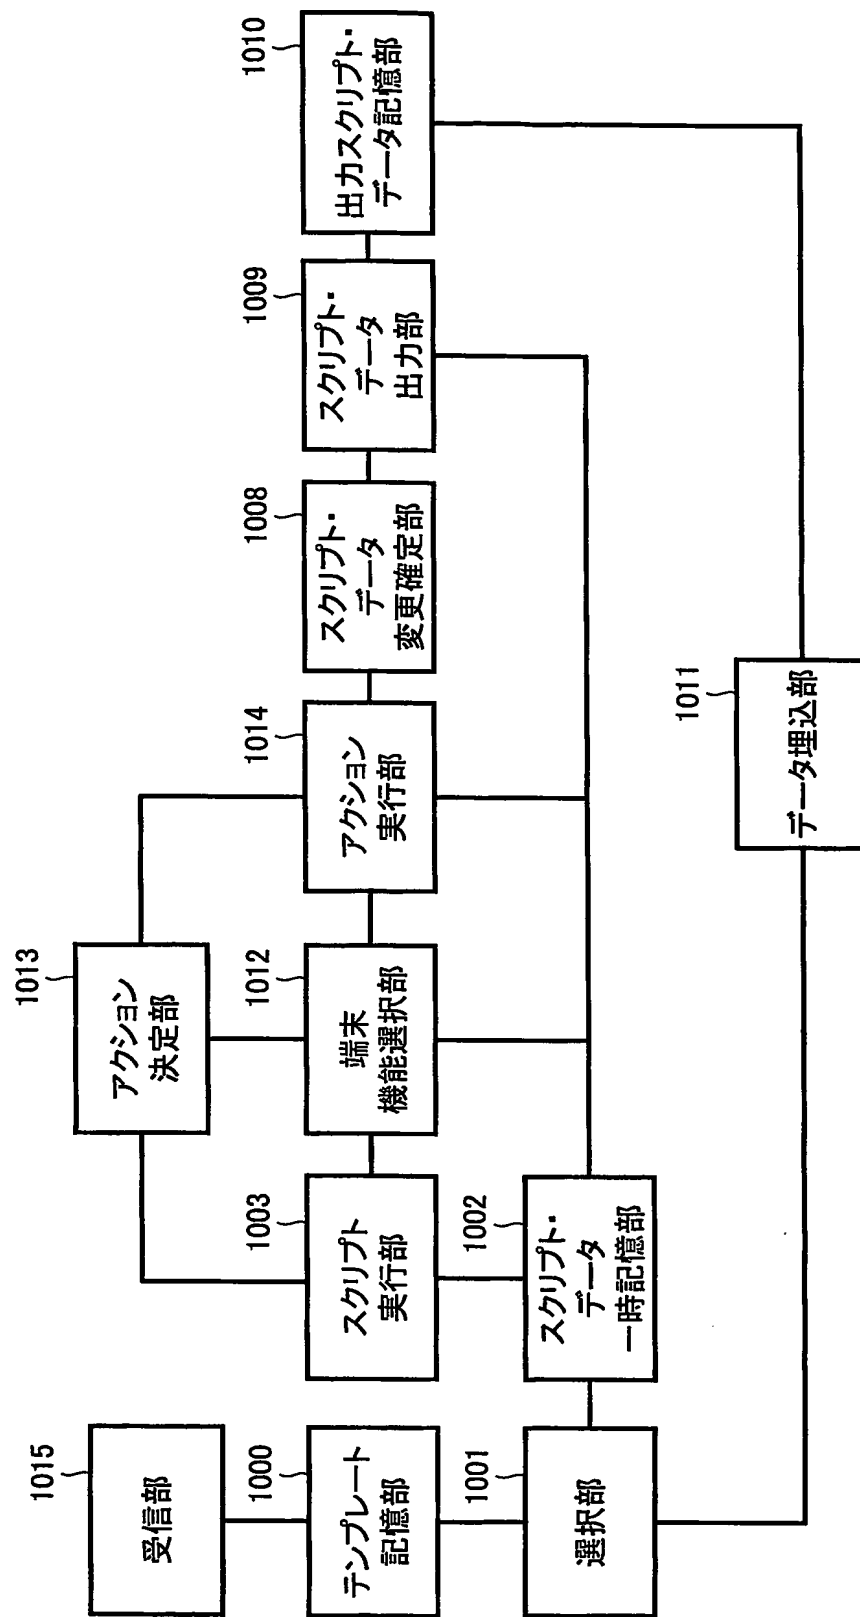 1015
受信部
1000
テンプレート
記憶部
1001
選択部
1013
アクション
決定部
1003
スクリプト
実行部
1012
端末
機能選択部
1014
アクション
実行部
1008
スクリプト・
データ
変更確定部
1009
スクリプト・
データ
出力部
1010
出力スクリプト・
データ記憶部
1002
スクリプト・
データ
一時記憶部
1011
データ埋込部